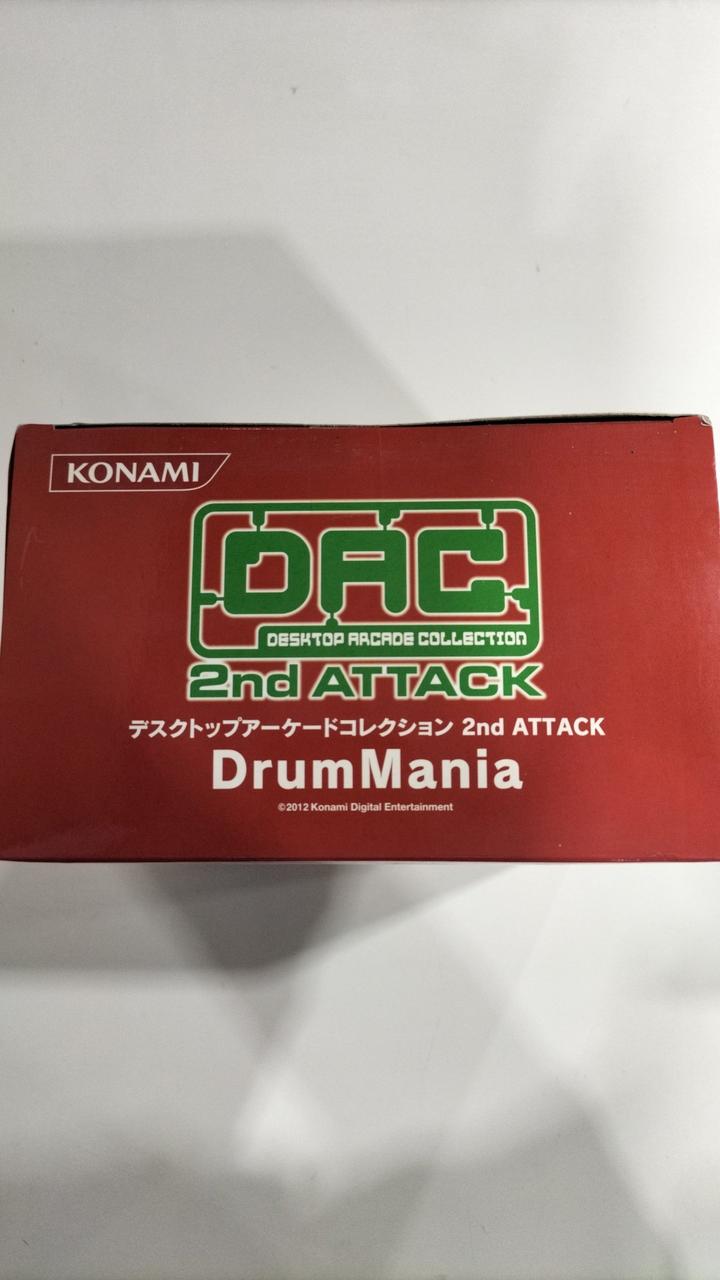 KONAMI
DAC
DESKTOP ARCADE COLLECTION
2nd ATTACK
デスクトップアーケードコレクション 2nd ATTACK
DrumMania
©2012 Konami Digital Entertainment